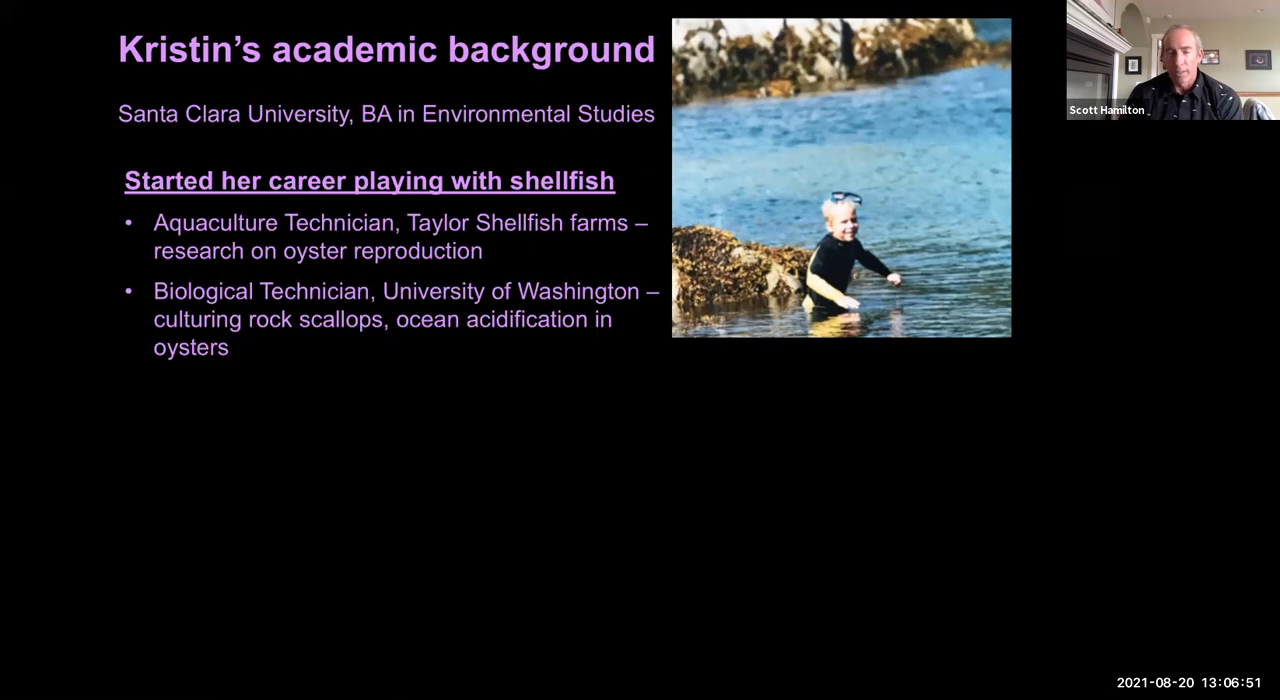 Kristin’s academic background
Santa Clara University, BA in Environmental Studies
Started her career playing with shellfish
• Aquaculture Technician, Taylor Shellfish farms –
research on oyster reproduction
• Biological Technician, University of Washington –
culturing rock scallops, ocean acidification in
oysters
Scott Hamilton
2021-08-20 13:06:51